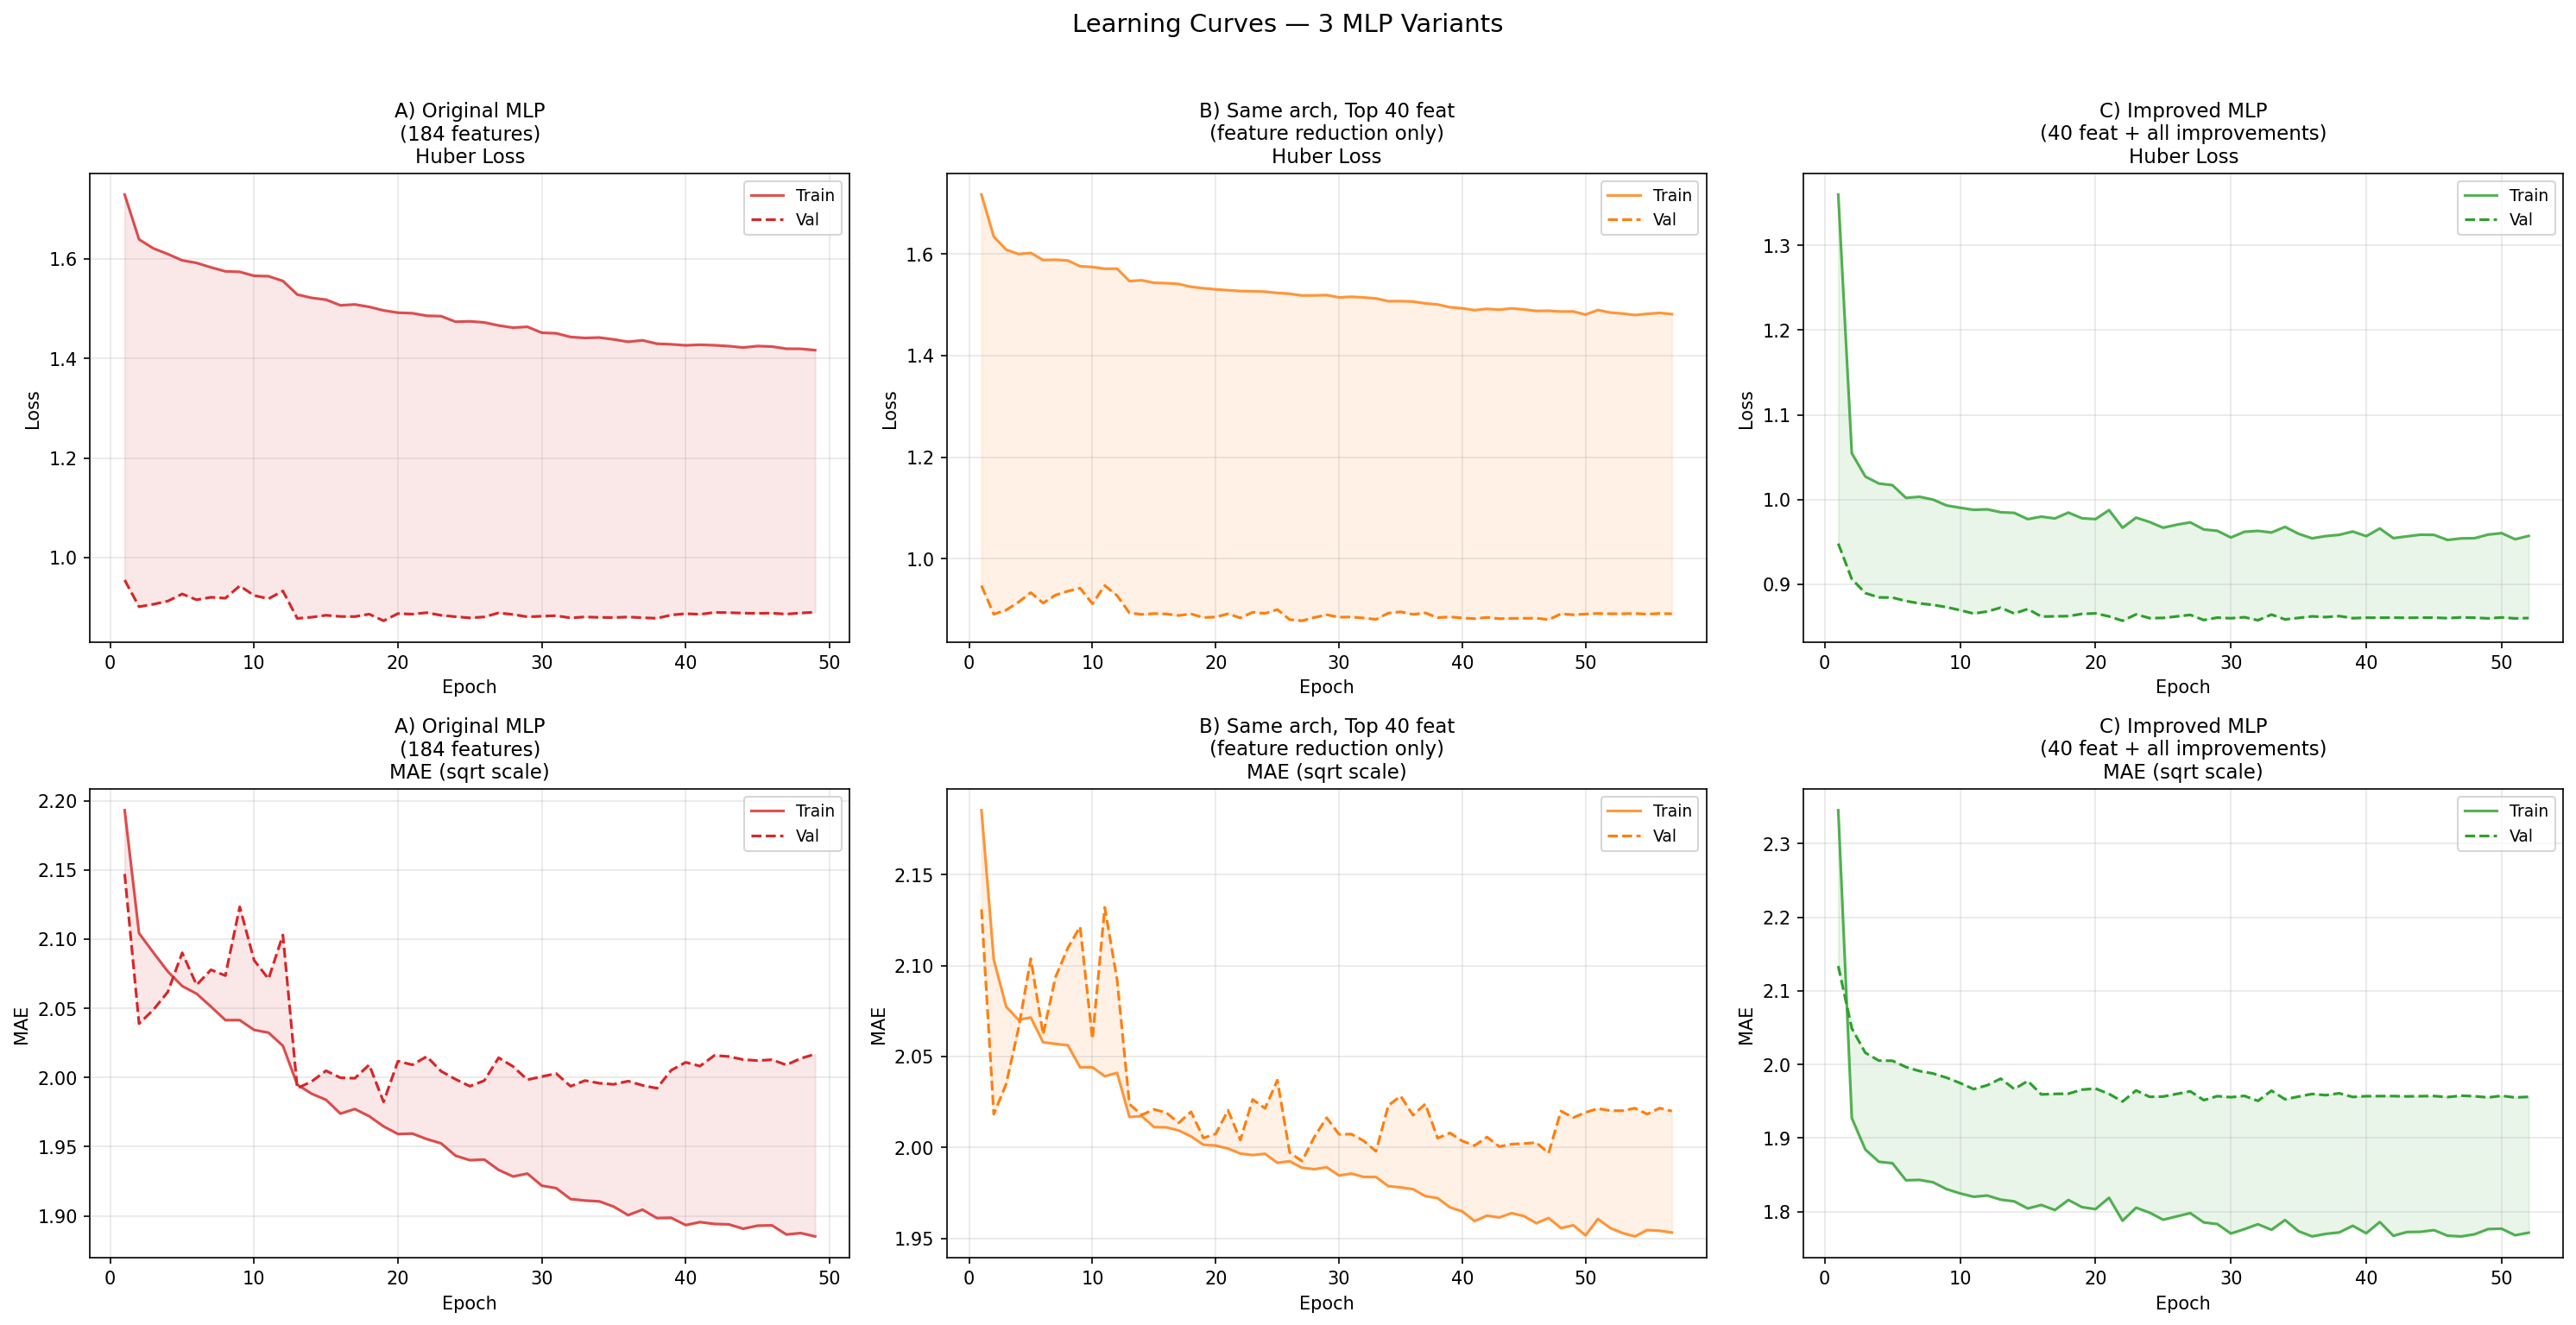 Learning Curves — 3 MLP Variants
A) Original MLP
(184 features)
Huber Loss
Train
Val
1.6
1.4
1.2
1.0
Loss
0
10
20
30
40
50
Epoch
B) Same arch, Top 40 feat
(feature reduction only)
Huber Loss
Train
Val
1.6
1.4
1.2
1.0
Loss
0
10
20
30
40
50
Epoch
C) Improved MLP
(40 feat + all improvements)
Huber Loss
Train
Val
1.3
1.2
1.1
1.0
0.9
Loss
0
10
20
30
40
50
Epoch
A) Original MLP
(184 features)
MAE (sqrt scale)
Train
Val
2.20
2.15
2.10
2.05
2.00
1.95
1.90
MAE
0
10
20
30
40
50
Epoch
B) Same arch, Top 40 feat
(feature reduction only)
MAE (sqrt scale)
Train
Val
2.15
2.10
2.05
2.00
1.95
MAE
0
10
20
30
40
50
Epoch
C) Improved MLP
(40 feat + all improvements)
MAE (sqrt scale)
Train
Val
2.3
2.2
2.1
2.0
1.9
1.8
MAE
0
10
20
30
40
50
Epoch